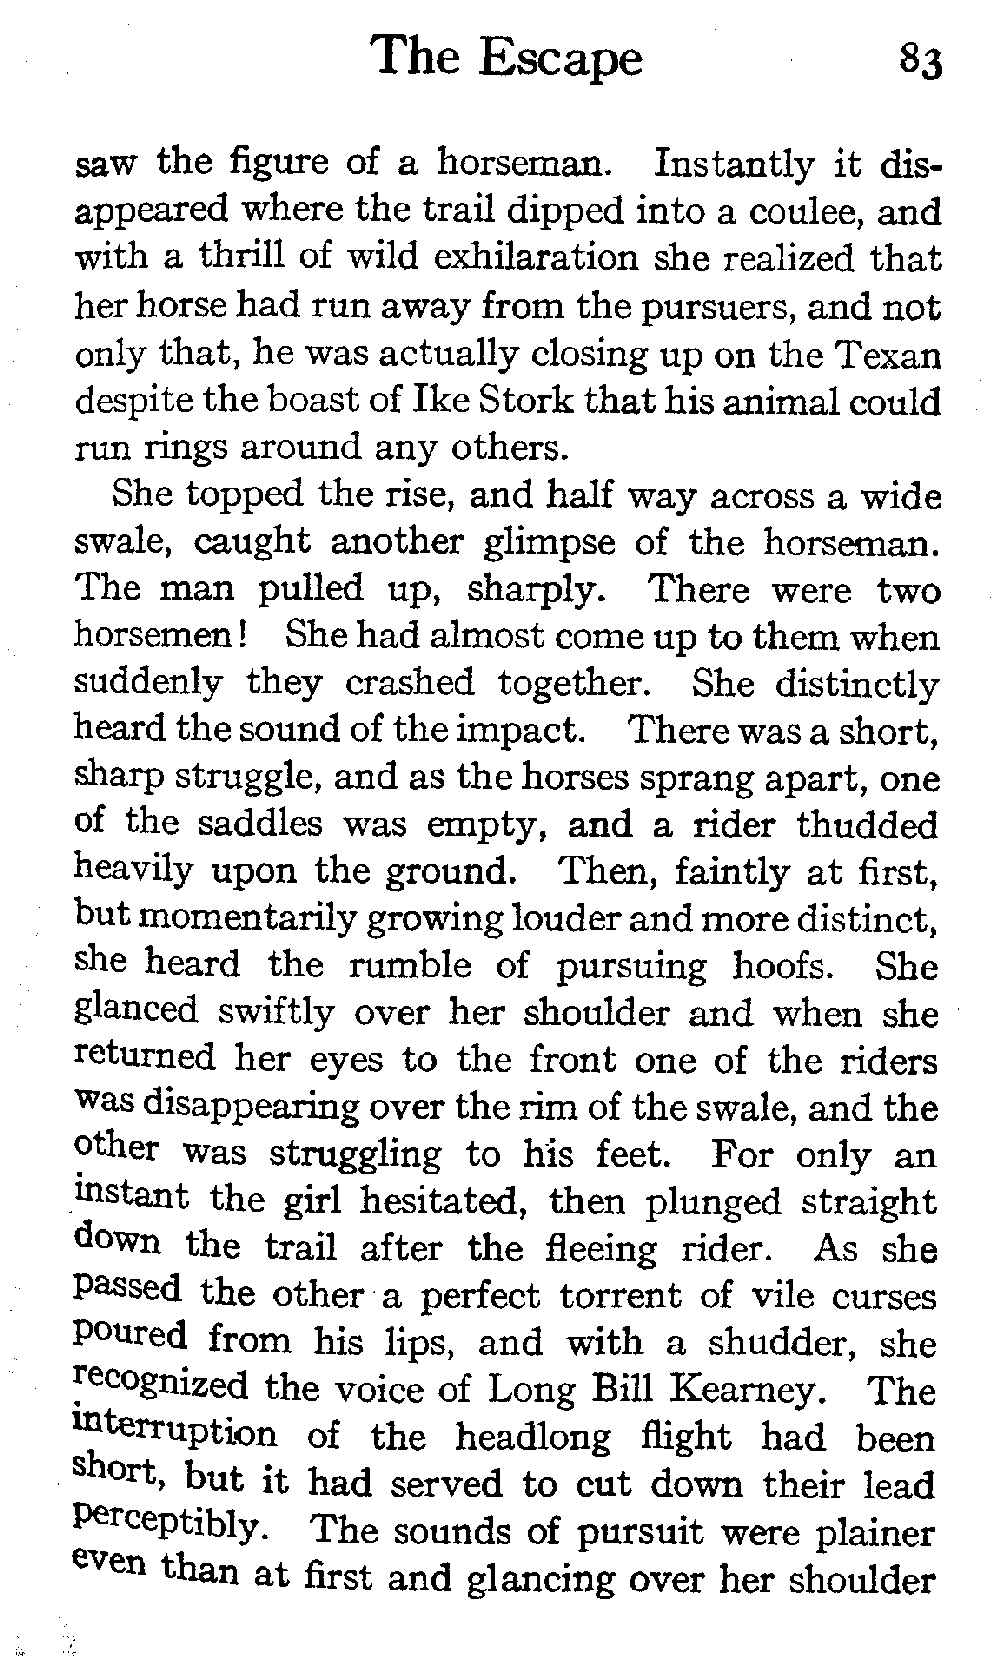 The Escape 83
saw the figure of a horseman. Instantly it dis-
appeared where the trail dipped into a coulee, and
with a thrill of wild exhilaration she realized that
her horse had run away from the pursuers, and not
only that, he was actually closing up on the Texan
despite the boast of Ike Stork that his animal could
run rings around any others.
She topped the rise, and half way across a wide
swale, caught another glimpse of the horseman.
The man pulled up, sharply. There were two
horsemen! She had almost come up to them when
suddenly they crashed together. She distinctly
heard the sound of the impact. There was a short,
sharp struggle, and as the horses sprang apart, one
of the saddles was empty, and a rider thudded
heavily upon the ground. Then, faintly at first,
but momentarily growing louder and more distinct,
she heard the rumble of pursuing hoofs. She
glanced swiftly over her shoulder and when she
returned her eyes to the front one of the riders
was disappearing over the rim of the swale, and the
other was struggling to his feet. For only an
instant the girl hesitated, then plunged straight
down the trail after the fleeing rider. As she
passed the other a perfect torrent of vile curses
poured from his lips, and with a shudder, she
recognized the voice of Long Bill Kearney. The
interruption of the headlong flight had been
short, but it had served to cut down their lead
perceptibly. The sounds of pursuit were plainer
even than at first and glancing over her shoulder